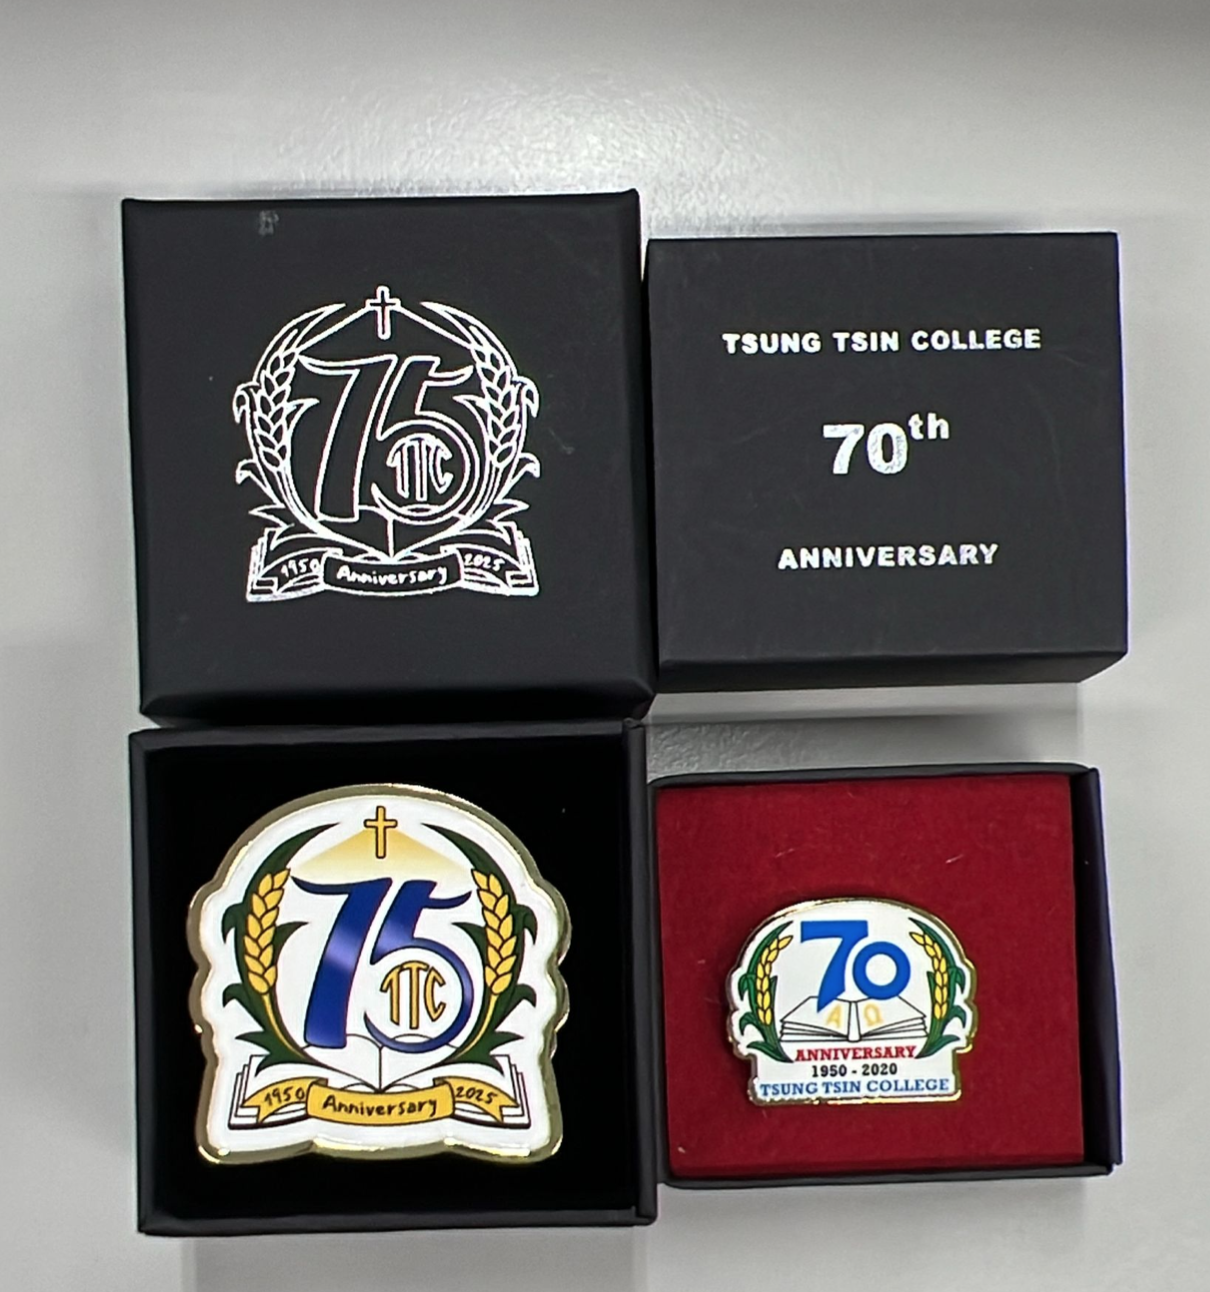 75
TTC
1950 Anniversary 2025
TSUNG TSIN COLLEGE
70th
ANNIVERSARY
75
TTC
1950 Anniversary 2025
70
Α Ω
ANNIVERSARY
1950 - 2020
TSUNG TSIN COLLEGE